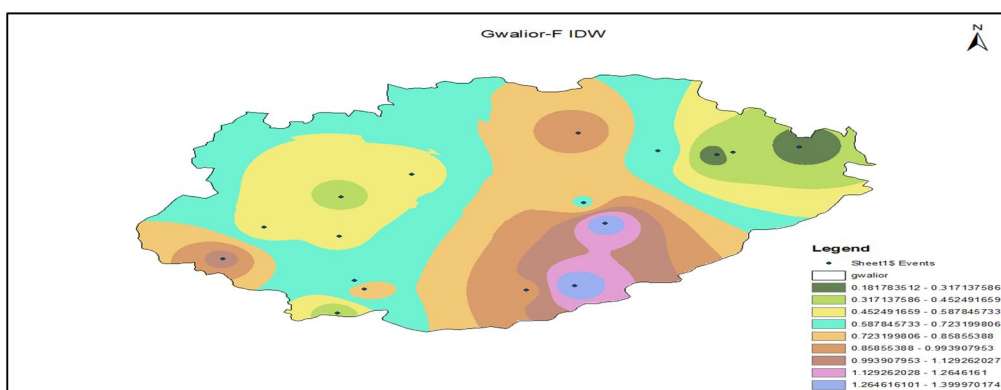 Gwalior-F IDW
N
Legend
Sheet1$ Events
gwalior
0.181783512 - 0.317137586
0.317137586 - 0.452491659
0.452491659 - 0.587845733
0.587845733 - 0.723199806
0.723199806 - 0.85855388
0.85855388 - 0.993907953
0.993907953 - 1.129262027
1.129262028 - 1.2646161
1.264616101 - 1.399970174